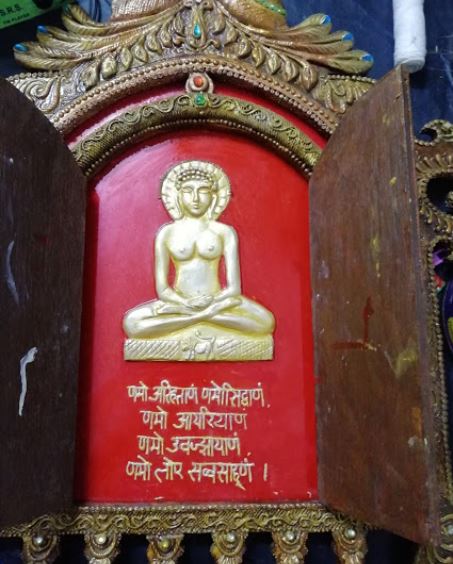 S.R.S.
णमो अरिहंताणं णमोसिद्धाणं.
णमो आयरियाणं
णमो उवज्झायाणं
णमो लोए सव्वसाहूणं ।